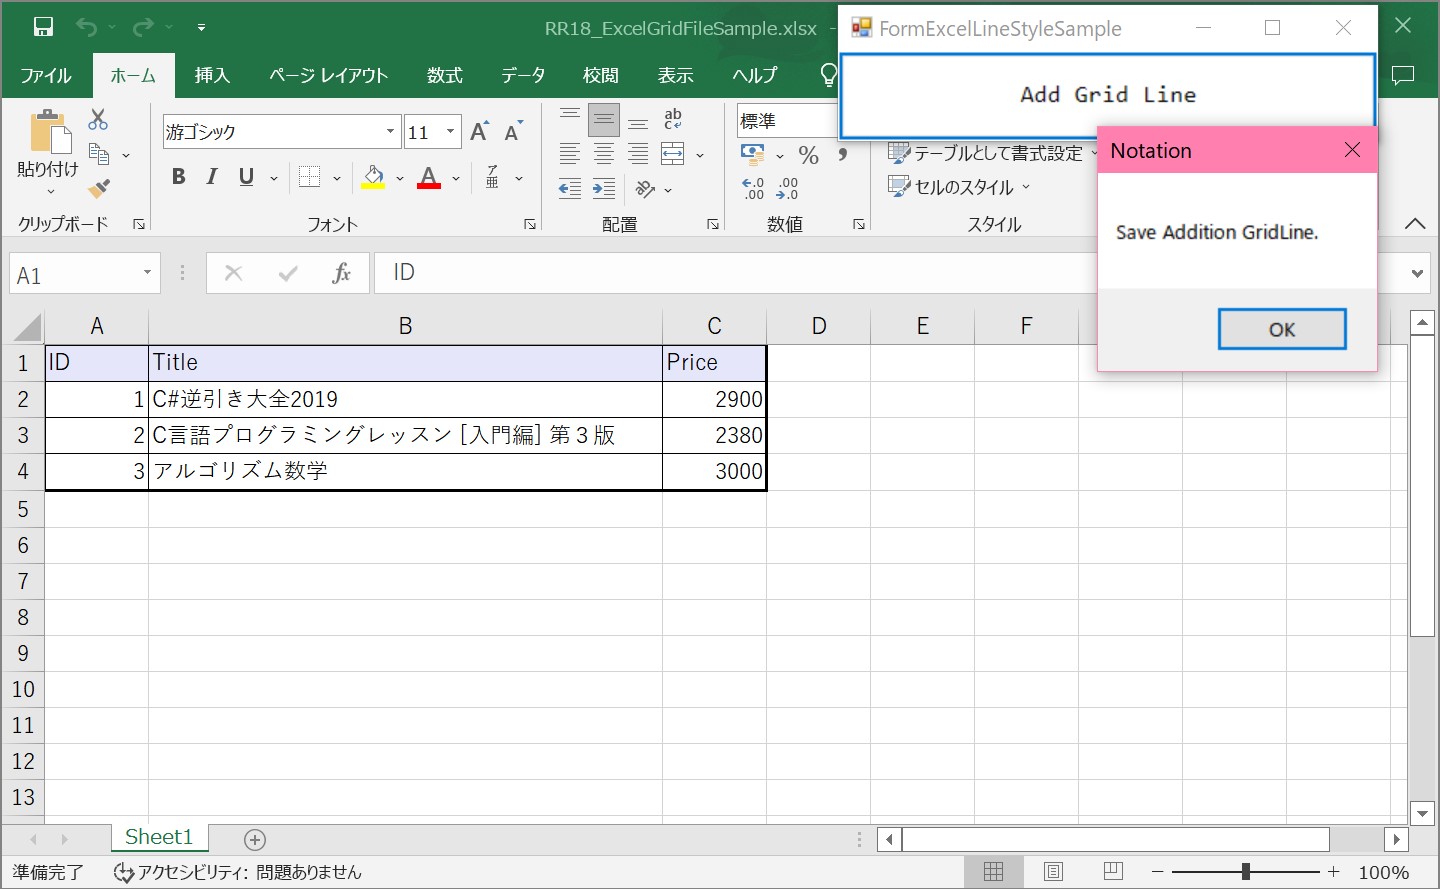 RR18_ExcelGridFileSample.xlsx -
FormExcelLineStyleSample
ファイル ホーム 挿入 ページ レイアウト 数式 データ 校閲 表示 ヘルプ
Add Grid Line
貼り付け
クリップボード
游ゴシック 11
B I U A 亜
フォント
ab
c
配置
標準
%
数値
テーブルとして書式設定
セルのスタイル
スタイル
Notation
Save Addition GridLine.
OK
A1 fx ID
A B C D E F
1 ID Title Price
2 1 C#逆引き大全2019 2900
3 2 C言語プログラミングレッスン [入門編] 第３版 2380
4 3 アルゴリズム数学 3000
5
6
7
8
9
10
11
12
13
Sheet1
準備完了 アクセシビリティ: 問題ありません 100%